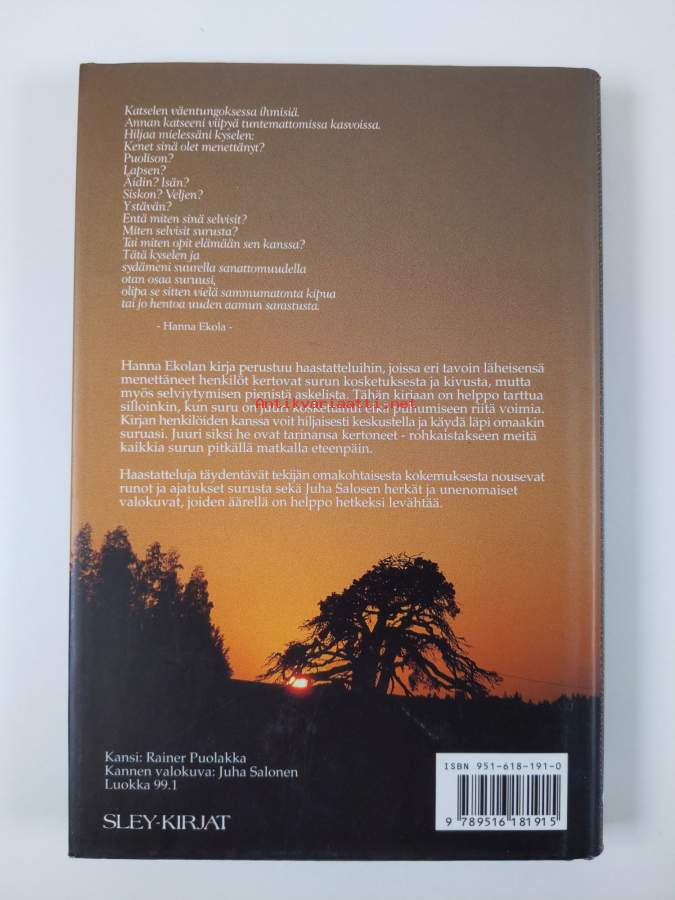 Katselen väentungoksessa ihmisiä.
Annan katseeni viipyä tuntemattomissa kasvoissa.
Hiljaa mielessäni kyselen:
Kenet sinä olet menettänyt?
Puolison?
Lapsen?
Äidin? Isän?
Siskon? Veljen?
Ystävän?
Entä miten sinä selvisit?
Miten selvisit surusta?
Tai miten opit elämään sen kanssa?
Tätä kyselen ja
sydämeni suurella sanattomuudella
otan osaa suruusi,
olipa se sitten vielä sammumatonta kipua
tai jo hentoa uuden aamun sarastusta.
- Hanna Ekola -
Hanna Ekolan kirja perustuu haastatteluihin, joissa eri tavoin läheisensä
menettäneet henkilöt kertovat surun kosketuksesta ja kivusta, mutta
myös selviytymisen pienistä askelista. Tähän kirjaan on helppo tarttua
silloinkin, kun suru on juuri koskettanut eikä puhumiseen riitä voimia.
Antikvariaatti.net
Kirjan henkilöiden kanssa voit hiljaisesti keskustella ja käydä läpi omaakin
suruasi. Juuri siksi he ovat tarinansa kertoneet - rohkaistakseen meitä
kaikkia surun pitkällä matkalla eteenpäin.
Haastatteluja täydentävät tekijän omakohtaisesta kokemuksesta nousevat
runot ja ajatukset surusta sekä Juha Salosen herkät ja unenomaiset
valokuvat, joiden äärellä on helppo hetkeksi levähtää.
Kansi: Rainer Puolakka
Kannen valokuva: Juha Salonen
Luokka 99.1
SLEY-KIRJAT
ISBN 951-618-191-0
9 789516 181915